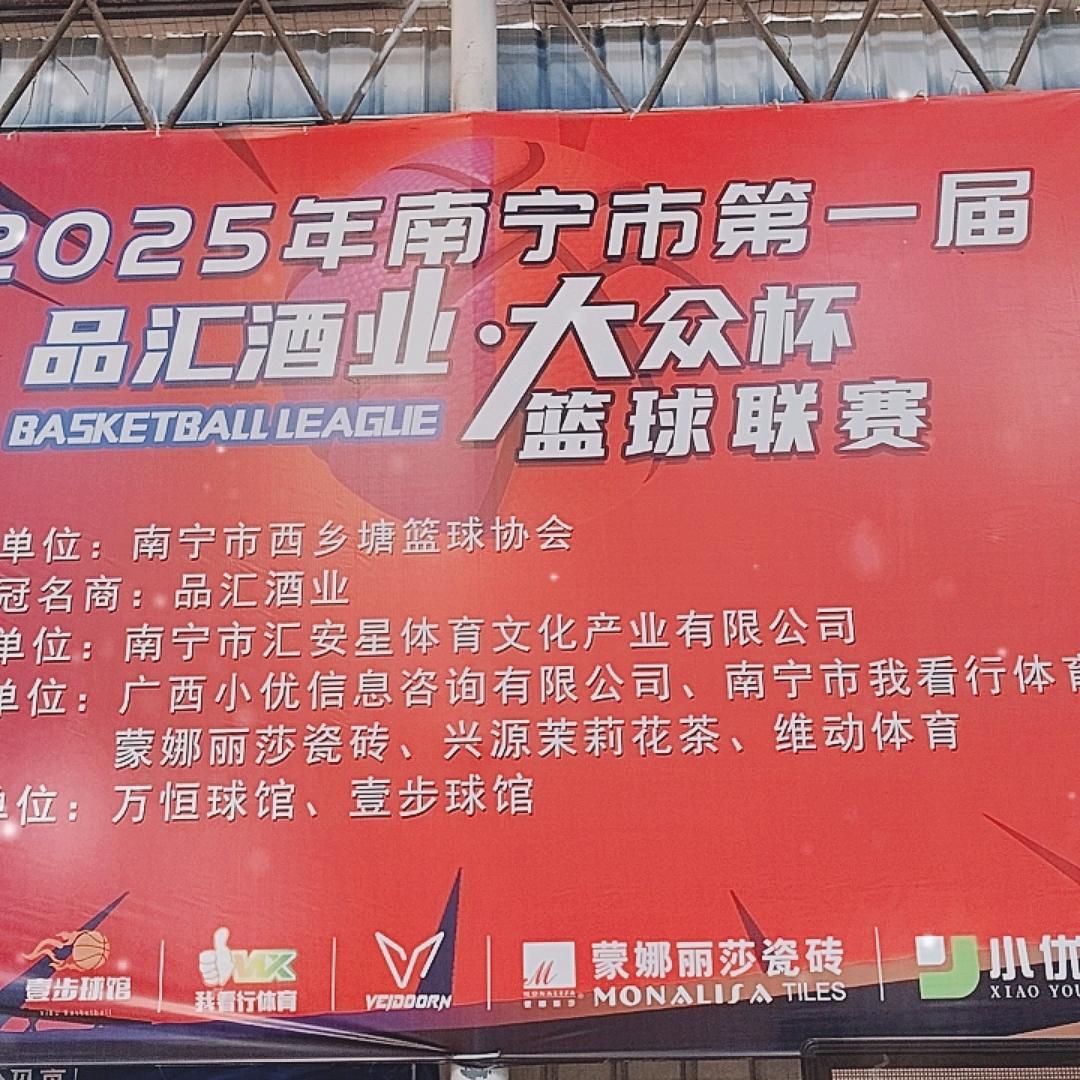 2025年南宁市第一届
品汇酒业·大众杯
BASKETBALL LEAGUE
篮球联赛
单位：南宁市西乡塘篮球协会
冠名商：品汇酒业
单位：南宁市汇安星体育文化产业有限公司
单位：广西小优信息咨询有限公司、南宁市我看行体育
蒙娜丽莎瓷砖、兴源茉莉花茶、维动体育
单位：万恒球馆、壹步球馆
壹步球馆
WX
我看行体育
VEIDOORN
M
MONALISA
蒙娜丽莎瓷砖
MONALISA TILES
小优
XIAO YOU